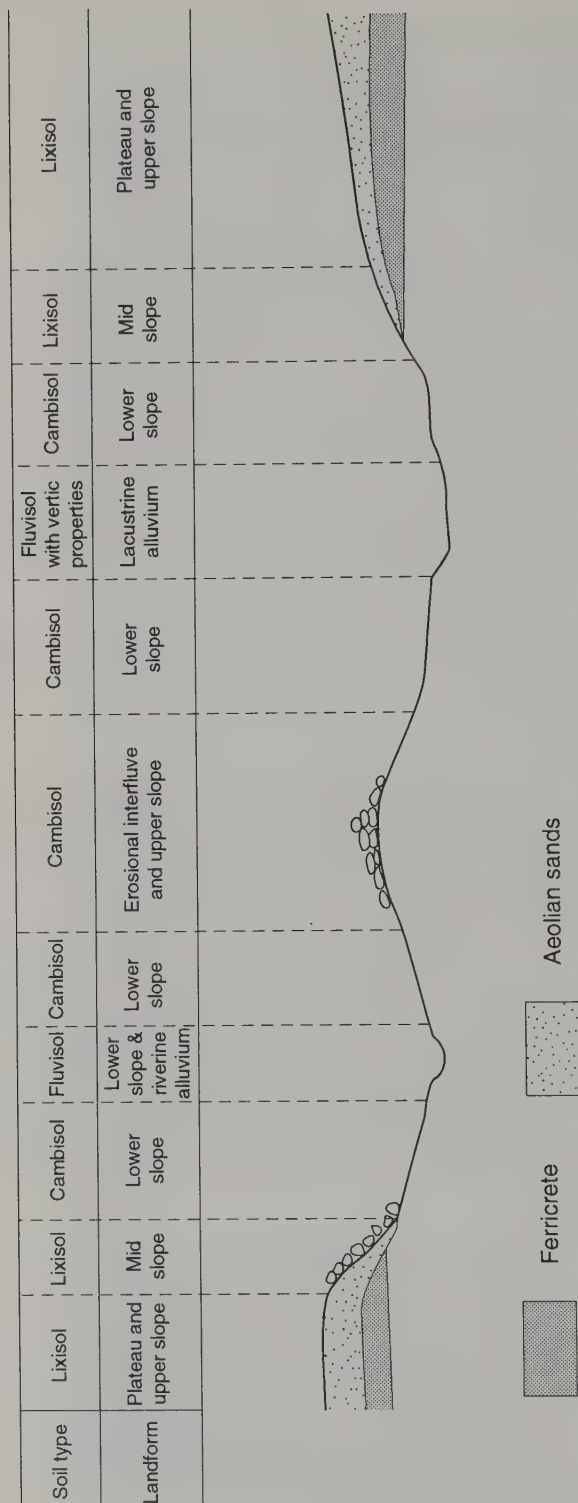 Soil type
Lixisol
Lixisol
Cambisol
Fluvisol
Cambisol
Cambisol
Cambisol
Fluvisol
with vertic
properties
Cambisol
Lixisol
Lixisol
Landform
Plateau and
upper slope
Mid
slope
Lower
slope
Lower
slope &
riverine
alluvium
Lower
slope
Erosional interfluve
and upper slope
Lower
slope
Lacustrine
alluvium
Lower
slope
Mid
slope
Plateau and
upper slope
Ferricrete
Aeolian sands